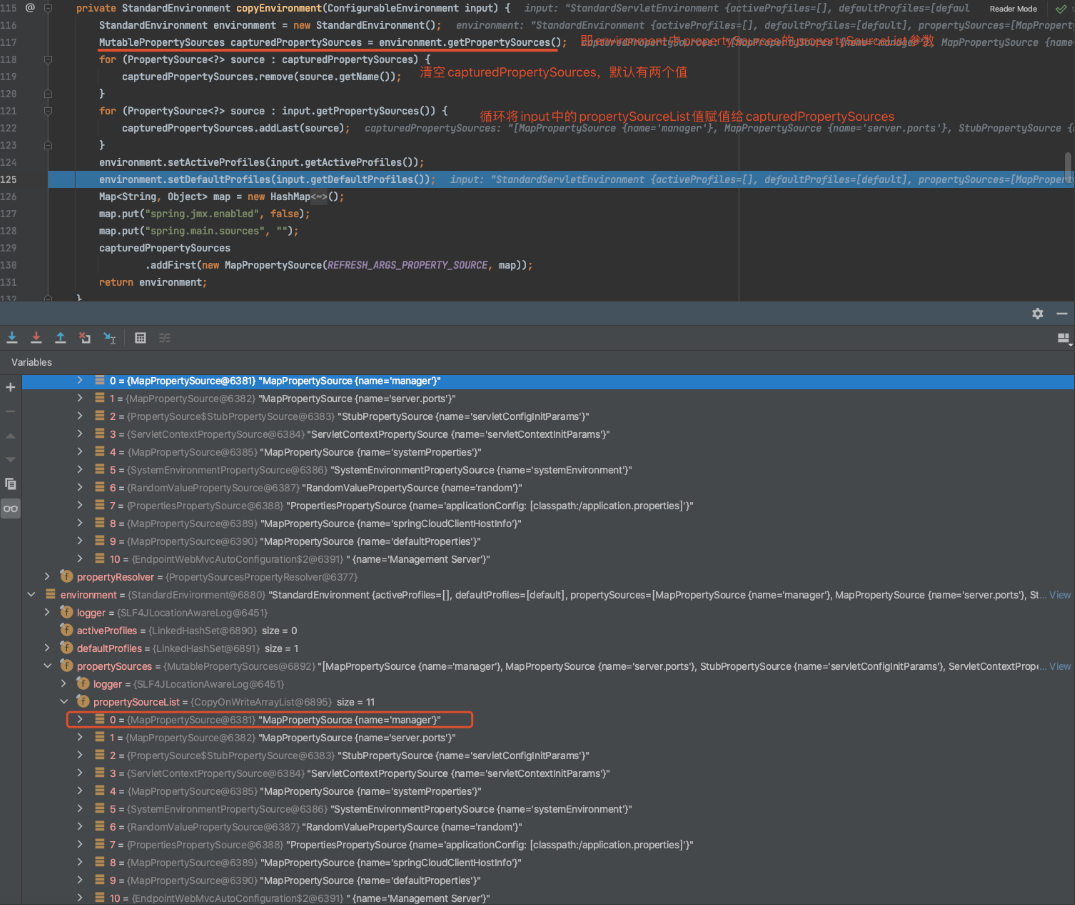 115 @ private StandardEnvironment copyEnvironment(ConfigurableEnvironment input) { input: "StandardServletEnvironment {activeProfiles=[], defaultProfiles=[defaul Reader Mode
116 StandardEnvironment environment = new StandardEnvironment(); environment: "StandardEnvironment {activeProfiles=[], defaultProfiles=[default], propertySources=[MapProper
117 MutablePropertySources capturedPropertySources = environment.getPropertySources();
118 for (PropertySource<?> source : capturedPropertySources) {
119 capturedPropertySources.remove(source.getName()); 清空 capturedPropertySources，默认有两个值
120 }
121 for (PropertySource<?> source : input.getPropertySources()) { 循环将input中的 propertySourceList 值赋值给 capturedPropertySources
122 capturedPropertySources.addLast(source); capturedPropertySources: "[MapPropertySource {name='manager'}, MapPropertySource {name='server.ports'}, StubPropertySource {
123 }
124 environment.setActiveProfiles(input.getActiveProfiles());
125 environment.setDefaultProfiles(input.getDefaultProfiles()); input: "StandardServletEnvironment {activeProfiles=[], defaultProfiles=[default], propertySources=[MapPropert
126 Map<String, Object> map = new HashMap<~>();
127 map.put("spring.jmx.enabled", false);
128 map.put("spring.main.sources", "");
129 capturedPropertySources
130 .addFirst(new MapPropertySource(REFRESH_ARGS_PROPERTY_SOURCE, map));
131 return environment;
132 }
Variables
0 = {MapPropertySource@6381} "MapPropertySource {name='manager'}"
1 = {MapPropertySource@6382} "MapPropertySource {name='server.ports'}"
2 = {PropertySource$StubPropertySource@6383} "StubPropertySource {name='servletConfigInitParams'}"
3 = {ServletContextPropertySource@6384} "ServletContextPropertySource {name='servletContextInitParams'}"
4 = {MapPropertySource@6385} "MapPropertySource {name='systemProperties'}"
5 = {SystemEnvironmentPropertySource@6386} "SystemEnvironmentPropertySource {name='systemEnvironment'}"
6 = {RandomValuePropertySource@6387} "RandomValuePropertySource {name='random'}"
7 = {PropertiesPropertySource@6388} "PropertiesPropertySource {name='applicationConfig: [classpath:/application.properties]'}"
8 = {MapPropertySource@6389} "MapPropertySource {name='springCloudClientHostInfo'}"
9 = {MapPropertySource@6390} "MapPropertySource {name='defaultProperties'}"
10 = {EndpointWebMvcAutoConfiguration$2@6391} " {name='Management Server'}"
propertyResolver = {PropertySourcesPropertyResolver@6377}
environment = {StandardEnvironment@6880} "StandardEnvironment {activeProfiles=[], defaultProfiles=[default], propertySources=[MapPropertySource {name='manager'}, MapPropertySource {name='server.ports'}, St... View
logger = {SLF4JLocationAwareLog@6451}
activeProfiles = {LinkedHashSet@6890} size = 0
defaultProfiles = {LinkedHashSet@6891} size = 1
propertySources = {MutablePropertySources@6892} "[MapPropertySource {name='manager'}, MapPropertySource {name='server.ports'}, StubPropertySource {name='servletConfigInitParams'}, ServletContextPrope... View
logger = {SLF4JLocationAwareLog@6451}
propertySourceList = {CopyOnWriteArrayList@6895} size = 11
0 = {MapPropertySource@6381} "MapPropertySource {name='manager'}"
1 = {MapPropertySource@6382} "MapPropertySource {name='server.ports'}"
2 = {PropertySource$StubPropertySource@6383} "StubPropertySource {name='servletConfigInitParams'}"
3 = {ServletContextPropertySource@6384} "ServletContextPropertySource {name='servletContextInitParams'}"
4 = {MapPropertySource@6385} "MapPropertySource {name='systemProperties'}"
5 = {SystemEnvironmentPropertySource@6386} "SystemEnvironmentPropertySource {name='systemEnvironment'}"
6 = {RandomValuePropertySource@6387} "RandomValuePropertySource {name='random'}"
7 = {PropertiesPropertySource@6388} "PropertiesPropertySource {name='applicationConfig: [classpath:/application.properties]'}"
8 = {MapPropertySource@6389} "MapPropertySource {name='springCloudClientHostInfo'}"
9 = {MapPropertySource@6390} "MapPropertySource {name='defaultProperties'}"
10 = {EndpointWebMvcAutoConfiguration$2@6391} " {name='Management Server'}"